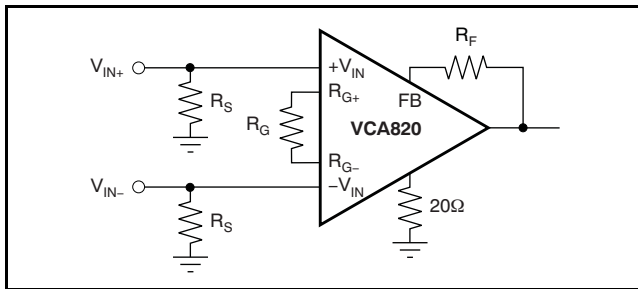 R_F
V_IN+
+V_IN
R_G+
FB
R_S
R_G
VCA820
R_G−
V_IN−
−V_IN
20Ω
R_S